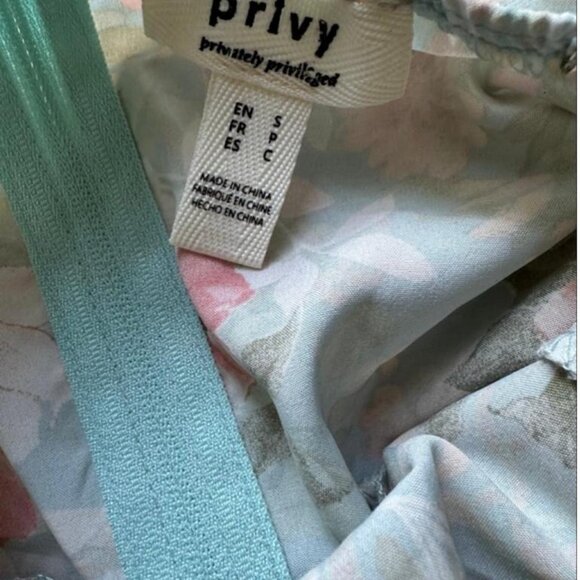 privy
privately privileged
EN S
FR P
ES C
MADE IN CHINA
FABRIQUÉ EN CHINE
HECHO EN CHINA